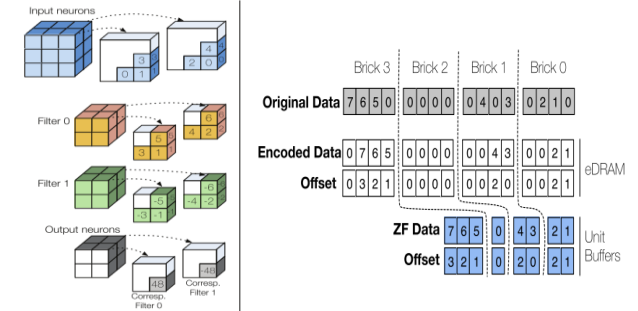 Input neurons
4
3
2 0
0 1
Filter 0
6
5
4 2
3 1
Filter 1
-6
-5
-4 -2
-3 -1
Output neurons
48
-48
Corresp.
Filter 0
Corresp.
Filter 1
Brick 3 Brick 2 Brick 1 Brick 0
Original Data 7 6 5 0 0 0 0 0 0 4 0 3 0 2 1 0
Encoded Data 0 7 6 5 0 0 0 0 0 0 4 3 0 0 2 1
Offset 0 3 2 1 0 0 0 0 0 0 2 0 0 0 2 1
eDRAM
ZF Data 7 6 5 0 4 3 2 1
Offset 3 2 1 0 2 0 2 1
Unit
Buffers